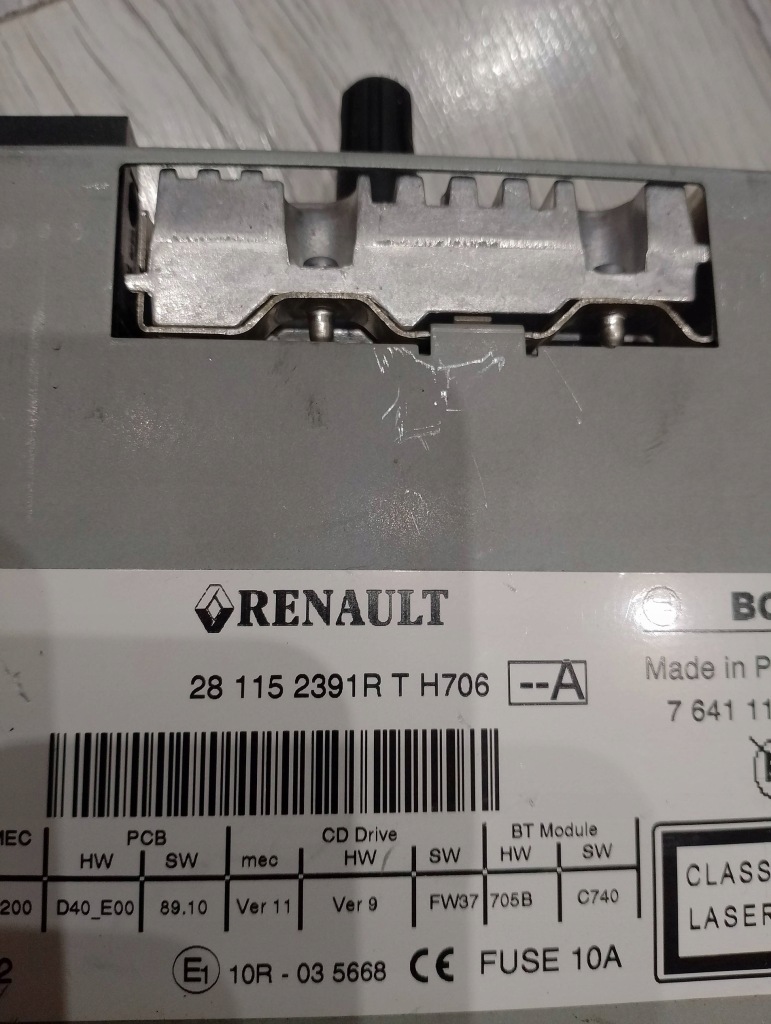 RENAULT
BO
28 115 2391R T H706 --A
Made in P
7 641 11
MEC PCB CD Drive BT Module
HW SW mec HW SW HW SW
200 D40_E00 89.10 Ver 11 Ver 9 FW37 705B C740
CLASS
LASER
2 E1 10R - 03 5668 CE FUSE 10A